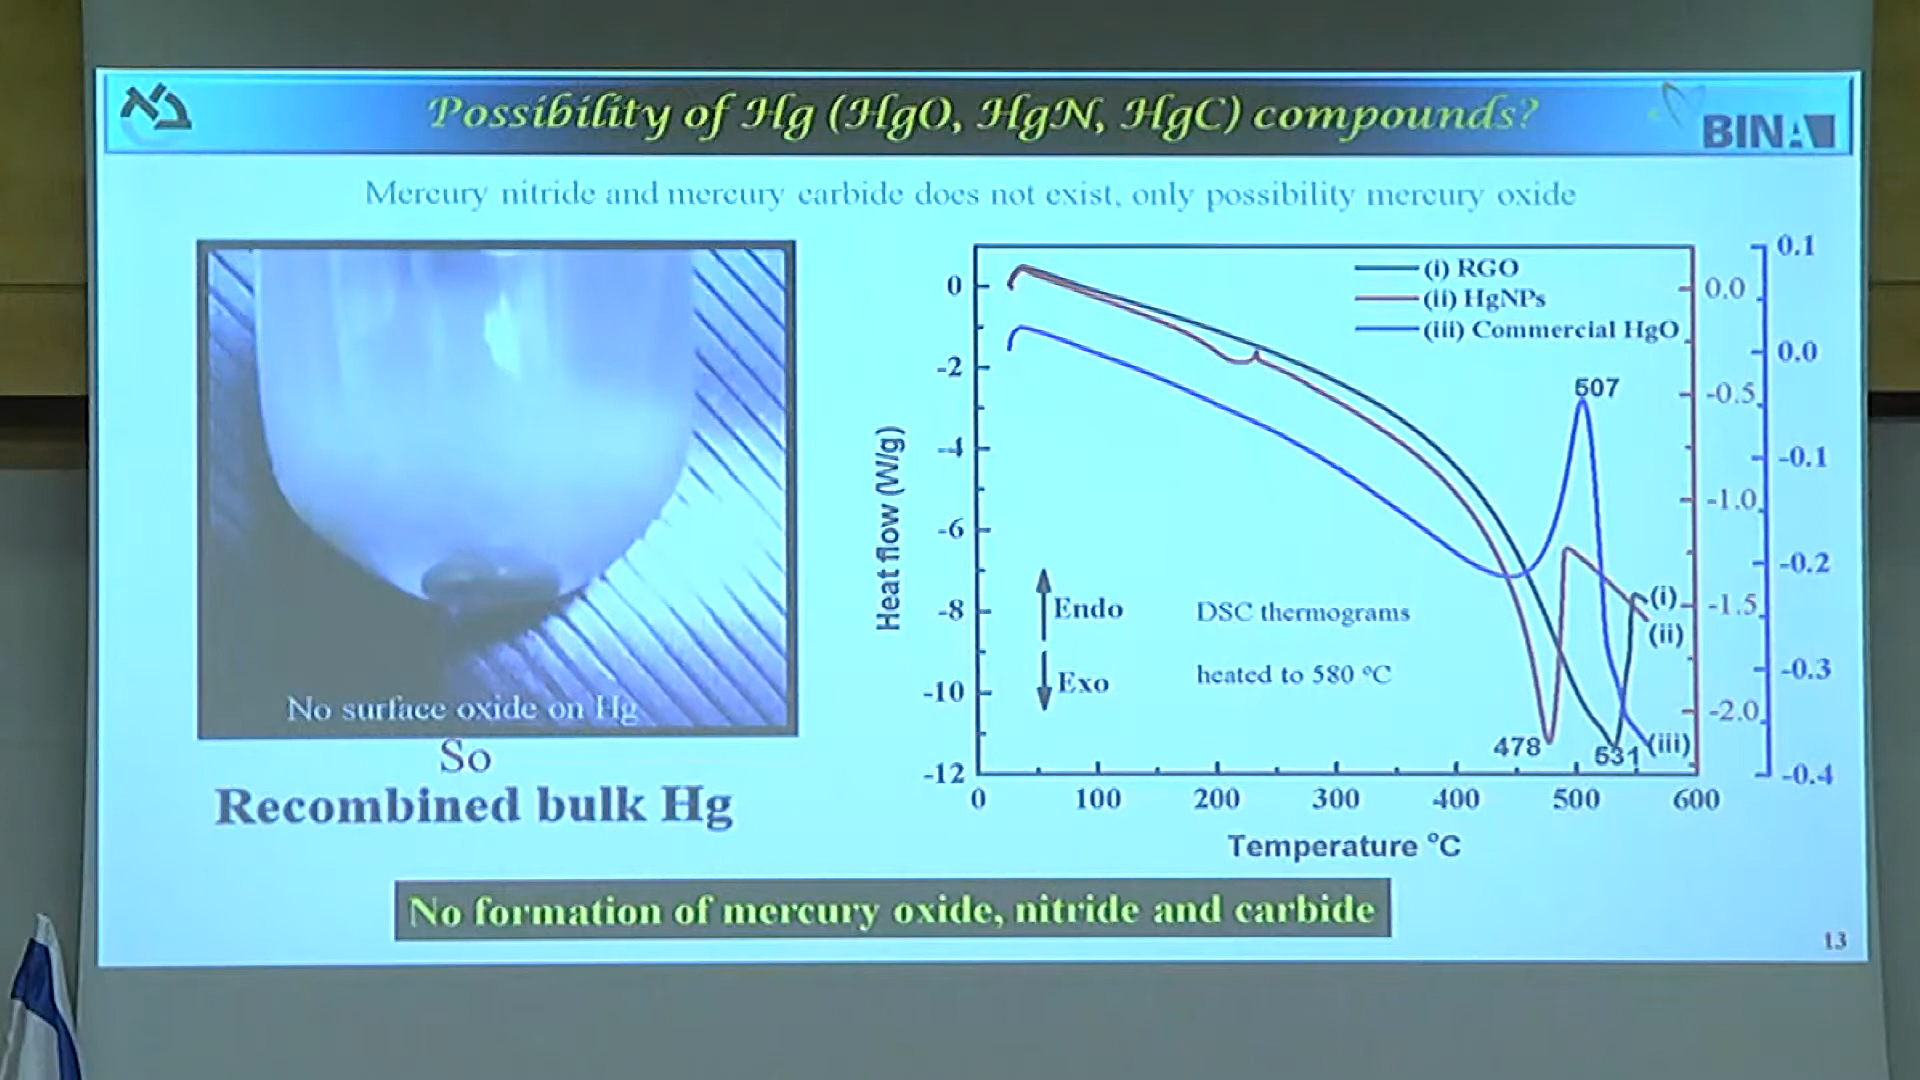 בא
Possibility of Hg (HgO, HgN, HgC) compounds?
BINA
Mercury nitride and mercury carbide does not exist, only possibility mercury oxide
No surface oxide on Hg
So
Recombined bulk Hg
Heat flow (W/g)
0
-2
-4
-6
-8
-10
-12
(i) RGO
(ii) HgNPs
(iii) Commercial HgO
507
478
531
(i)
(ii)
(iii)
Endo
Exo
DSC thermograms
heated to 580 °C
0.0
-0.5
-1.0
-1.5
-2.0
0.1
0.0
-0.1
-0.2
-0.3
-0.4
0 100 200 300 400 500 600
Temperature °C
No formation of mercury oxide, nitride and carbide
13